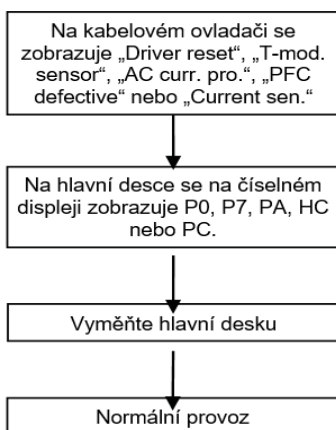 Na kabelovém ovladači se
zobrazuje „Driver reset“, „T-mod.
sensor“, „AC curr. pro.“, „PFC
defective“ nebo „Current sen.“
Na hlavní desce se na číselném
displeji zobrazuje P0, P7, PA, HC
nebo PC.
Vyměňte hlavní desku
Normální provoz